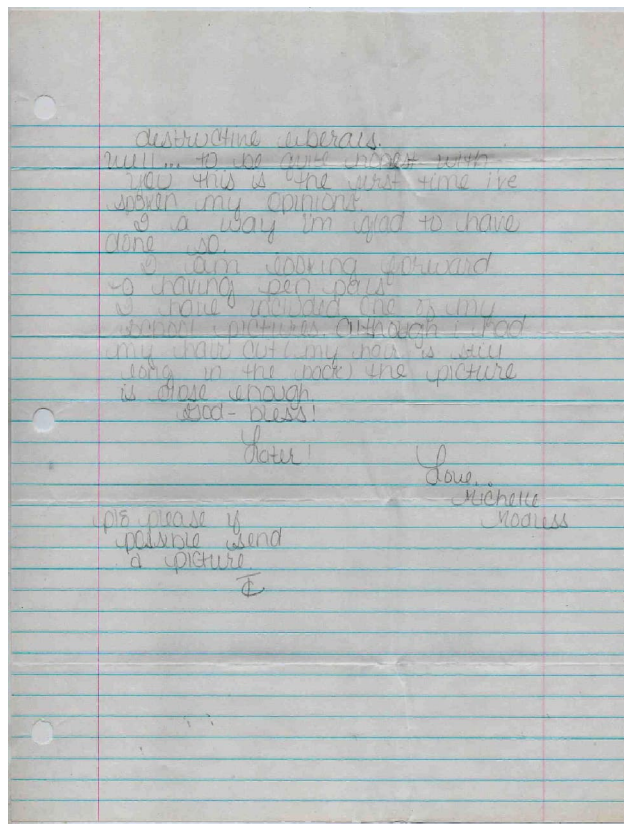 destructive liberals.
well... to be quite honest with
you this is the first time i've
spoken my opinions.
I a way i'm glad to have
done so.
I am looking forward
to having pen pals
I have inclosed one of my
school pictures. Although i had
my hair cut (my hair is still
long in the back) the picture
is close enough.
God-bless!
Later!
Love,
Michelle
p/s please if
possible send
a picture